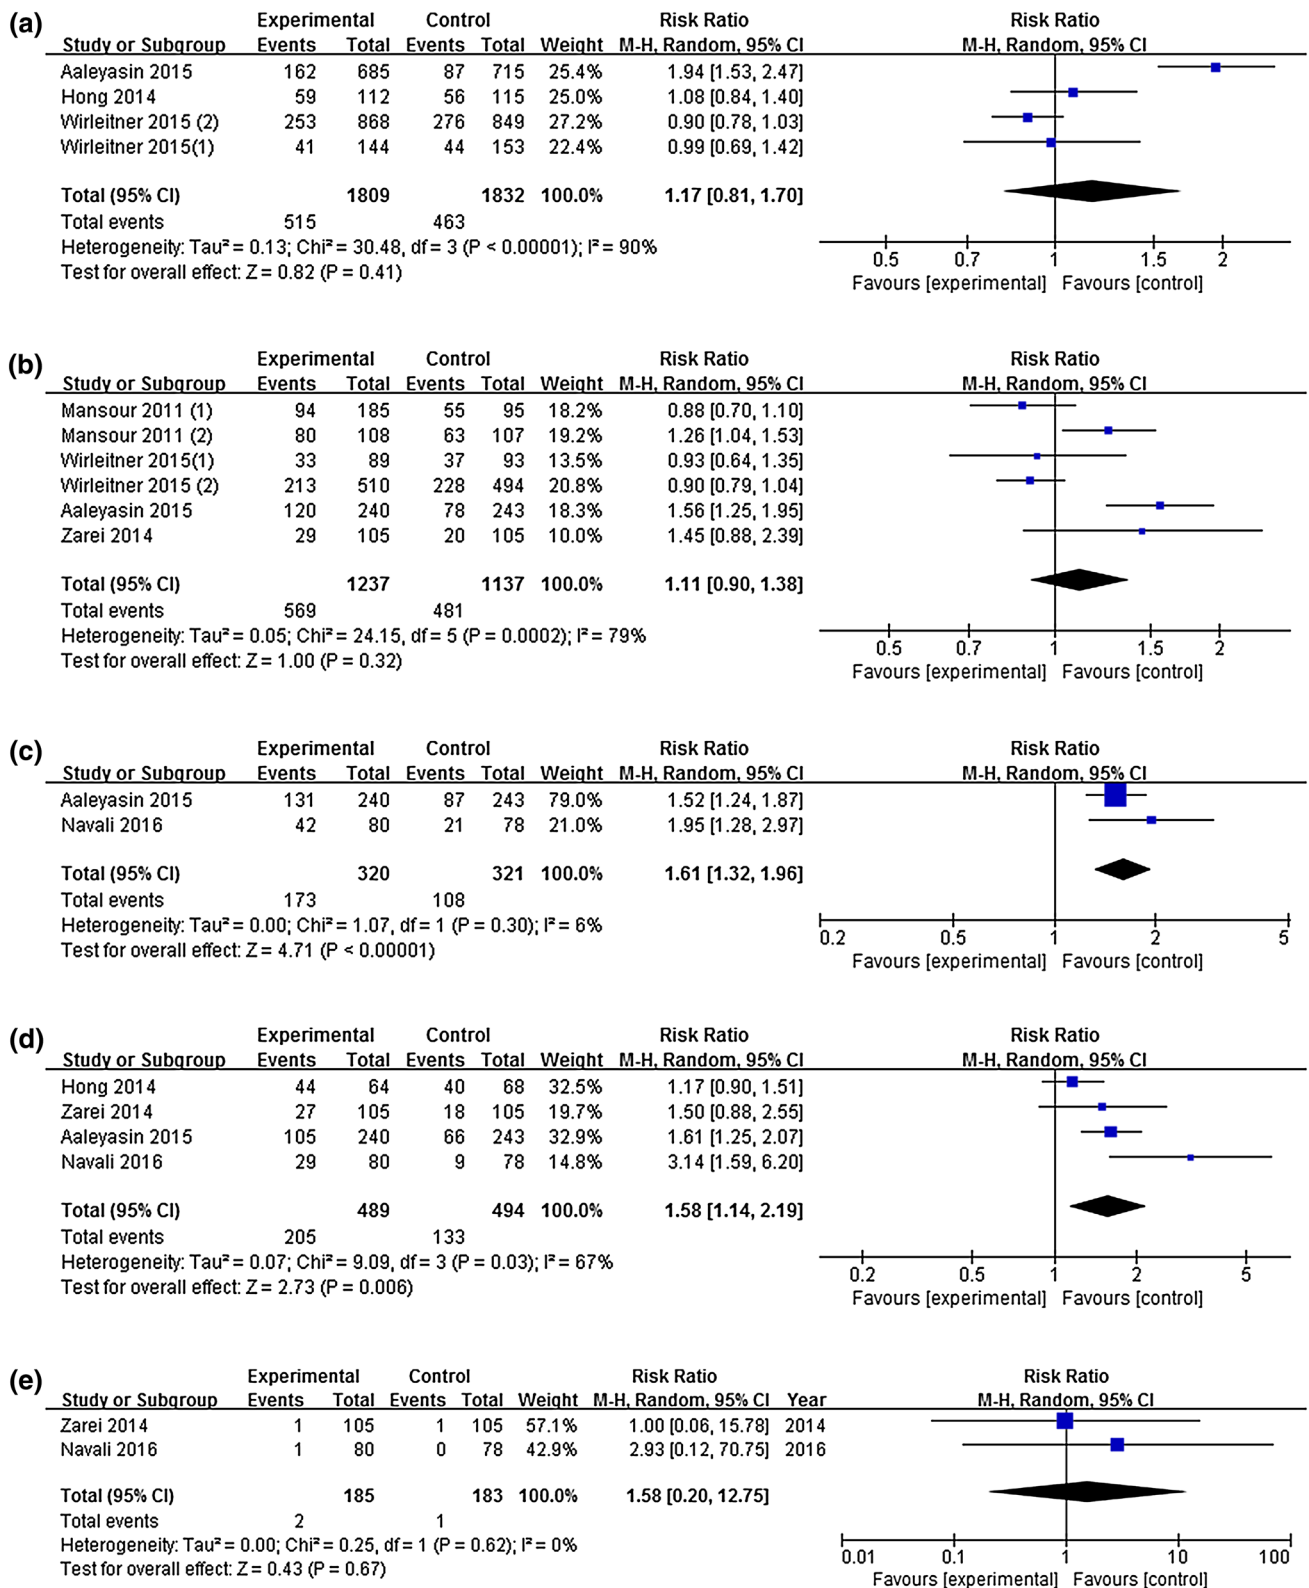 (a) Experimental Control Risk Ratio Risk Ratio
Study or Subgroup Events Total Events Total Weight M-H, Random, 95% CI M-H, Random, 95% CI
Aaleyasin 2015 162 685 87 715 25.4% 1.94 [1.53, 2.47]
Hong 2014 59 112 56 115 25.0% 1.08 [0.84, 1.40]
Wirleitner 2015 (2) 253 868 276 849 27.2% 0.90 [0.78, 1.03]
Wirleitner 2015(1) 41 144 44 153 22.4% 0.99 [0.69, 1.42]
Total (95% CI) 1809 1832 100.0% 1.17 [0.81, 1.70]
Total events 515 463
Heterogeneity: Tau² = 0.13; Chi² = 30.48, df = 3 (P < 0.00001); I² = 90%
Test for overall effect: Z = 0.82 (P = 0.41)
0.5 0.7 1 1.5 2
Favours [experimental] Favours [control]
(b) Experimental Control Risk Ratio Risk Ratio
Study or Subgroup Events Total Events Total Weight M-H, Random, 95% CI M-H, Random, 95% CI
Mansour 2011 (1) 94 185 55 95 18.2% 0.88 [0.70, 1.10]
Mansour 2011 (2) 80 108 63 107 19.2% 1.26 [1.04, 1.53]
Wirleitner 2015(1) 33 89 37 93 13.5% 0.93 [0.64, 1.35]
Wirleitner 2015 (2) 213 510 228 494 20.8% 0.90 [0.79, 1.04]
Aaleyasin 2015 120 240 78 243 18.3% 1.56 [1.25, 1.95]
Zarei 2014 29 105 20 105 10.0% 1.45 [0.88, 2.39]
Total (95% CI) 1237 1137 100.0% 1.11 [0.90, 1.38]
Total events 569 481
Heterogeneity: Tau² = 0.05; Chi² = 24.15, df = 5 (P = 0.0002); I² = 79%
Test for overall effect: Z = 1.00 (P = 0.32)
0.5 0.7 1 1.5 2
Favours [experimental] Favours [control]
(c) Experimental Control Risk Ratio Risk Ratio
Study or Subgroup Events Total Events Total Weight M-H, Random, 95% CI M-H, Random, 95% CI
Aaleyasin 2015 131 240 87 243 79.0% 1.52 [1.24, 1.87]
Navali 2016 42 80 21 78 21.0% 1.95 [1.28, 2.97]
Total (95% CI) 320 321 100.0% 1.61 [1.32, 1.96]
Total events 173 108
Heterogeneity: Tau² = 0.00; Chi² = 1.07, df = 1 (P = 0.30); I² = 6%
Test for overall effect: Z = 4.71 (P < 0.00001)
0.2 0.5 1 2 5
Favours [experimental] Favours [control]
(d) Experimental Control Risk Ratio Risk Ratio
Study or Subgroup Events Total Events Total Weight M-H, Random, 95% CI M-H, Random, 95% CI
Hong 2014 44 64 40 68 32.5% 1.17 [0.90, 1.51]
Zarei 2014 27 105 18 105 19.7% 1.50 [0.88, 2.55]
Aaleyasin 2015 105 240 66 243 32.9% 1.61 [1.25, 2.07]
Navali 2016 29 80 9 78 14.8% 3.14 [1.59, 6.20]
Total (95% CI) 489 494 100.0% 1.58 [1.14, 2.19]
Total events 205 133
Heterogeneity: Tau² = 0.07; Chi² = 9.09, df = 3 (P = 0.03); I² = 67%
Test for overall effect: Z = 2.73 (P = 0.006)
0.2 0.5 1 2 5
Favours [experimental] Favours [control]
(e) Experimental Control Risk Ratio Risk Ratio
Study or Subgroup Events Total Events Total Weight M-H, Random, 95% CI Year M-H, Random, 95% CI
Zarei 2014 1 105 1 105 57.1% 1.00 [0.06, 15.78] 2014
Navali 2016 1 80 0 78 42.9% 2.93 [0.12, 70.75] 2016
Total (95% CI) 185 183 100.0% 1.58 [0.20, 12.75]
Total events 2 1
Heterogeneity: Tau² = 0.00; Chi² = 0.25, df = 1 (P = 0.62); I² = 0%
Test for overall effect: Z = 0.43 (P = 0.67)
0.01 0.1 1 10 100
Favours [experimental] Favours [control]